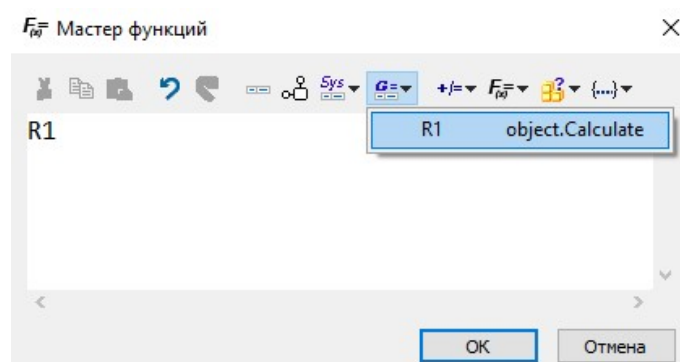 F(x)= Мастер функций
Sys G= +/= F(x)= {...}
R1
R1 object.Calculate
OK Отмена